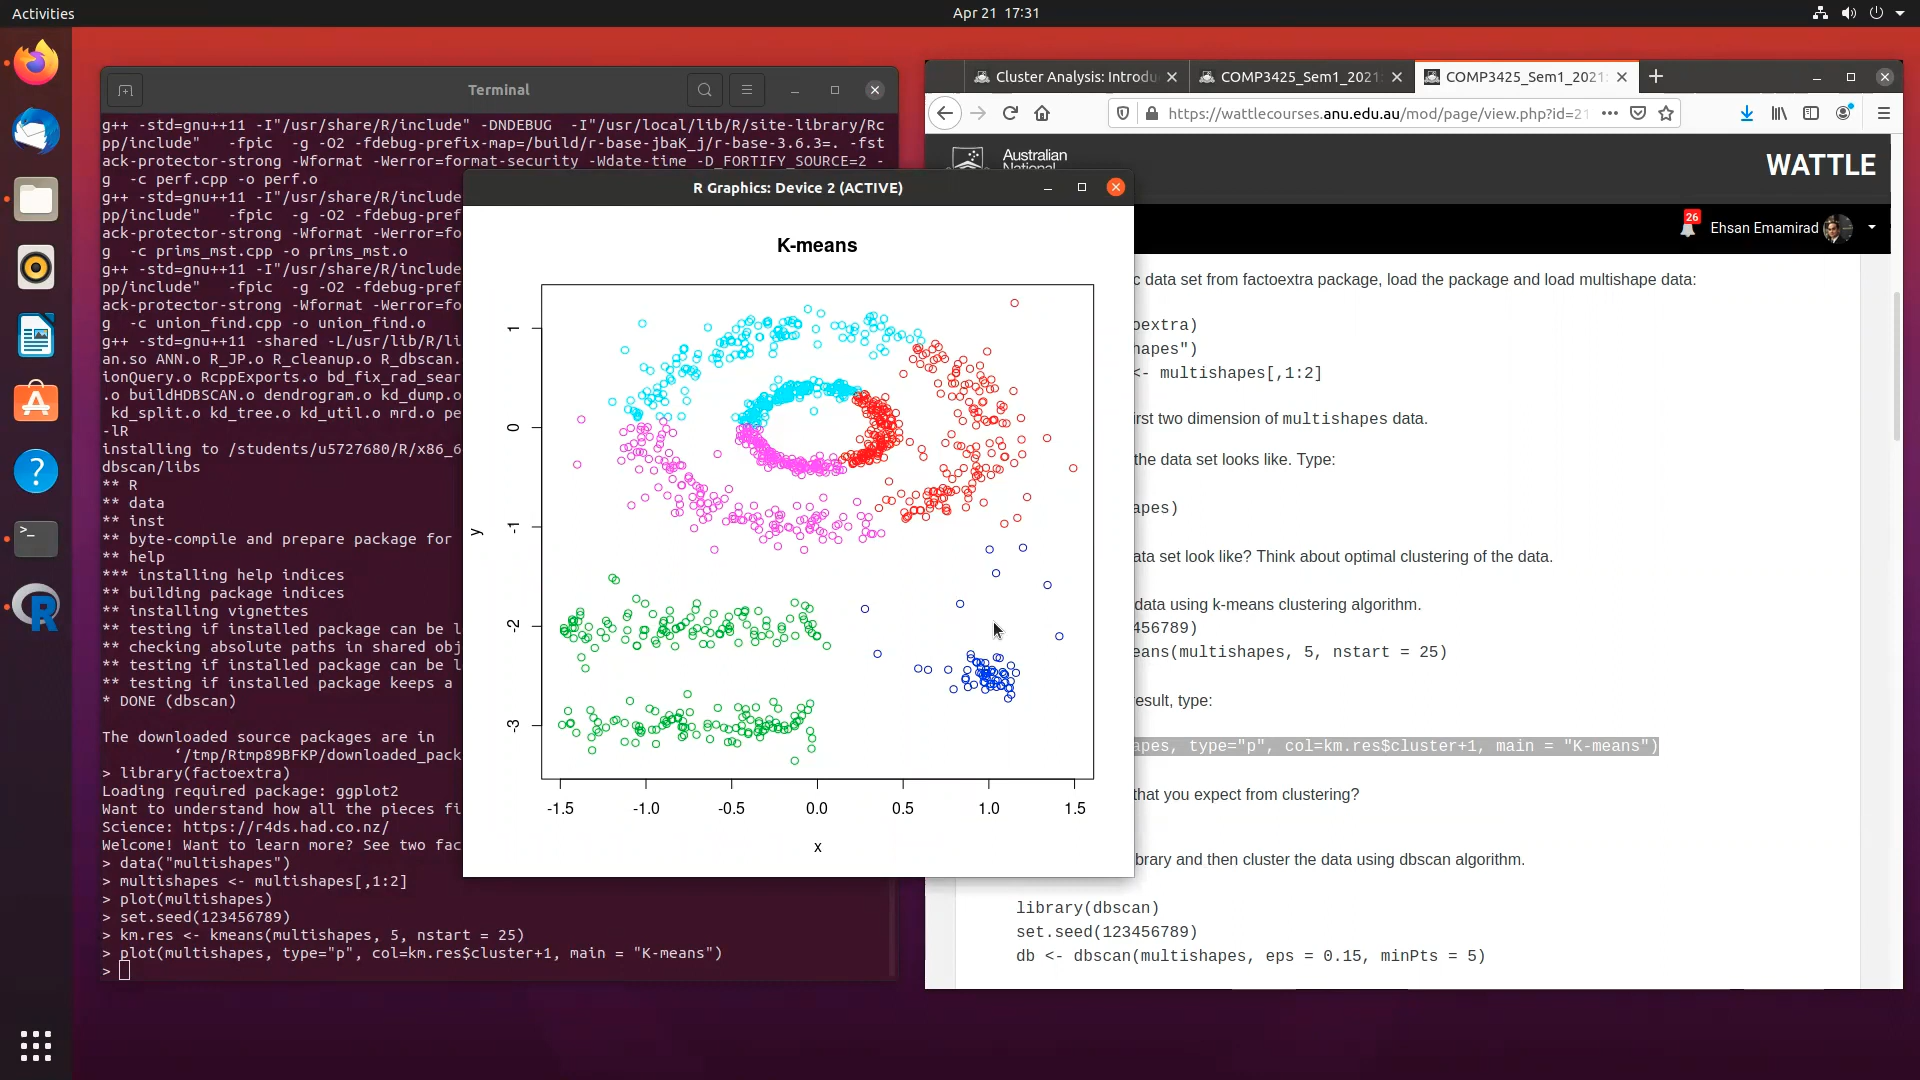 Activities
Apr 21 17:31
Terminal
g++ -std=gnu++11 -I"/usr/share/R/include" -DNDEBUG -I"/usr/local/lib/R/site-library/Rc
pp/include" -fpic -g -O2 -fdebug-prefix-map=/build/r-base-jbaK_j/r-base-3.6.3=. -fst
ack-protector-strong -Wformat -Werror=format-security -Wdate-time -D_FORTIFY_SOURCE=2 -
g -c perf.cpp -o perf.o
g++ -std=gnu++11 -I"/usr/share/R/include
pp/include" -fpic -g -O2 -fdebug-pref
ack-protector-strong -Wformat -Werror=fo
g -c prims_mst.cpp -o prims_mst.o
g++ -std=gnu++11 -I"/usr/share/R/include
pp/include" -fpic -g -O2 -fdebug-pref
ack-protector-strong -Wformat -Werror=fo
g -c union_find.cpp -o union_find.o
g++ -std=gnu++11 -shared -L/usr/lib/R/li
an.so ANN.o R_JP.o R_cleanup.o R_dbscan.
ionQuery.o RcppExports.o bd_fix_rad_sear
.o buildHDBSCAN.o dendrogram.o kd_dump.o
kd_split.o kd_tree.o kd_util.o mrd.o pe
-lR
installing to /students/u5727680/R/x86_6
dbscan/libs
** R
** data
** inst
** byte-compile and prepare package for
** help
*** installing help indices
** building package indices
** installing vignettes
** testing if installed package can be l
** checking absolute paths in shared obj
** testing if installed package can be l
** testing if installed package keeps a
* DONE (dbscan)
The downloaded source packages are in
‘/tmp/Rtmp89BFKP/downloaded_pack
> library(factoextra)
Loading required package: ggplot2
Want to understand how all the pieces fi
Science: https://r4ds.had.co.nz/
Welcome! Want to learn more? See two fac
> data("multishapes")
> multishapes <- multishapes[,1:2]
> plot(multishapes)
> set.seed(123456789)
> km.res <- kmeans(multishapes, 5, nstart = 25)
> plot(multishapes, type="p", col=km.res$cluster+1, main = "K-means")
>
R Graphics: Device 2 (ACTIVE)
K-means
1
0
-1
-2
-3
y
-1.5 -1.0 -0.5 0.0 0.5 1.0 1.5
x
Cluster Analysis: Introdu
COMP3425_Sem1_2021:
COMP3425_Sem1_2021:
https://wattlecourses.anu.edu.au/mod/page/view.php?id=21
Australian
WATTLE
26
Ehsan Emamirad
c data set from factoextra package, load the package and load multishape data:
oextra)
hapes")
<- multishapes[,1:2]
irst two dimension of multishapes data.
the data set looks like. Type:
apes)
ata set look like? Think about optimal clustering of the data.
data using k-means clustering algorithm.
456789)
eans(multishapes, 5, nstart = 25)
esult, type:
apes, type="p", col=km.res$cluster+1, main = "K-means")
that you expect from clustering?
brary and then cluster the data using dbscan algorithm.
library(dbscan)
set.seed(123456789)
db <- dbscan(multishapes, eps = 0.15, minPts = 5)